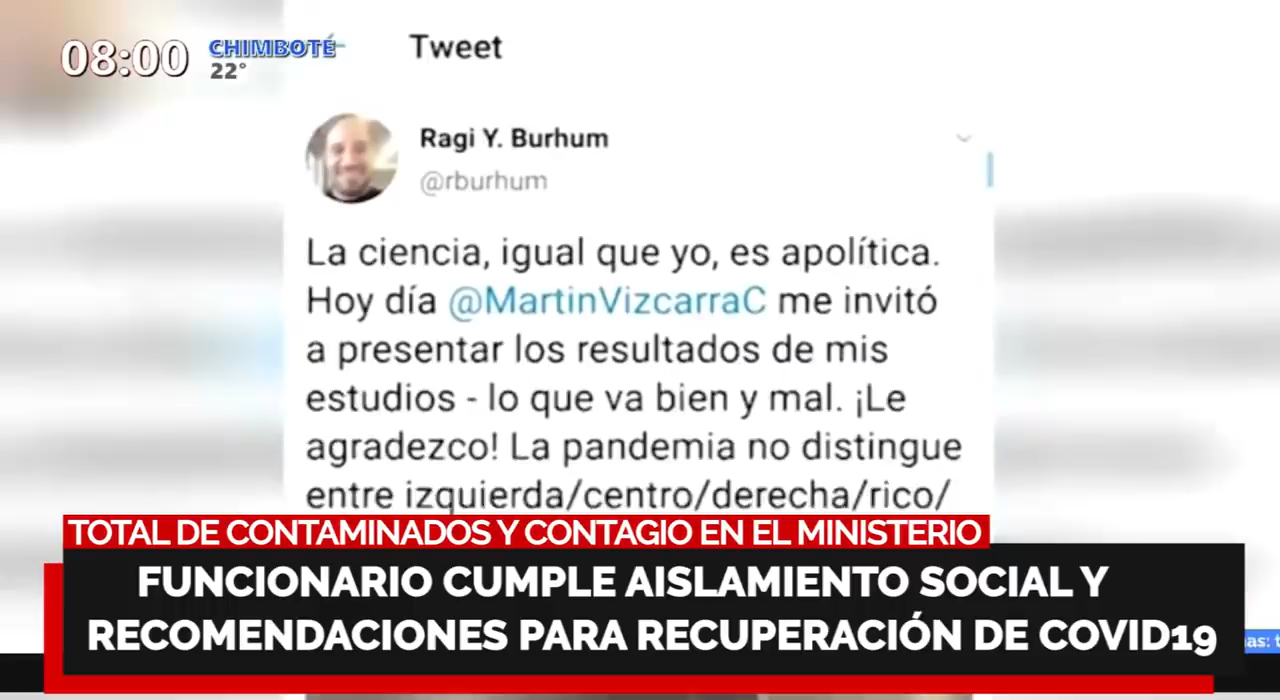 08:00
CHIMBOTE
22°
Tweet
Ragi Y. Burhum
@rburhum
La ciencia, igual que yo, es apolítica.
Hoy día @MartinVizcarraC me invitó
a presentar los resultados de mis
estudios - lo que va bien y mal. ¡Le
agradezco! La pandemia no distingue
entre izquierda/centro/derecha/rico/
TOTAL DE CONTAMINADOS Y CONTAGIO EN EL MINISTERIO
FUNCIONARIO CUMPLE AISLAMIENTO SOCIAL Y
RECOMENDACIONES PARA RECUPERACIÓN DE COVID19